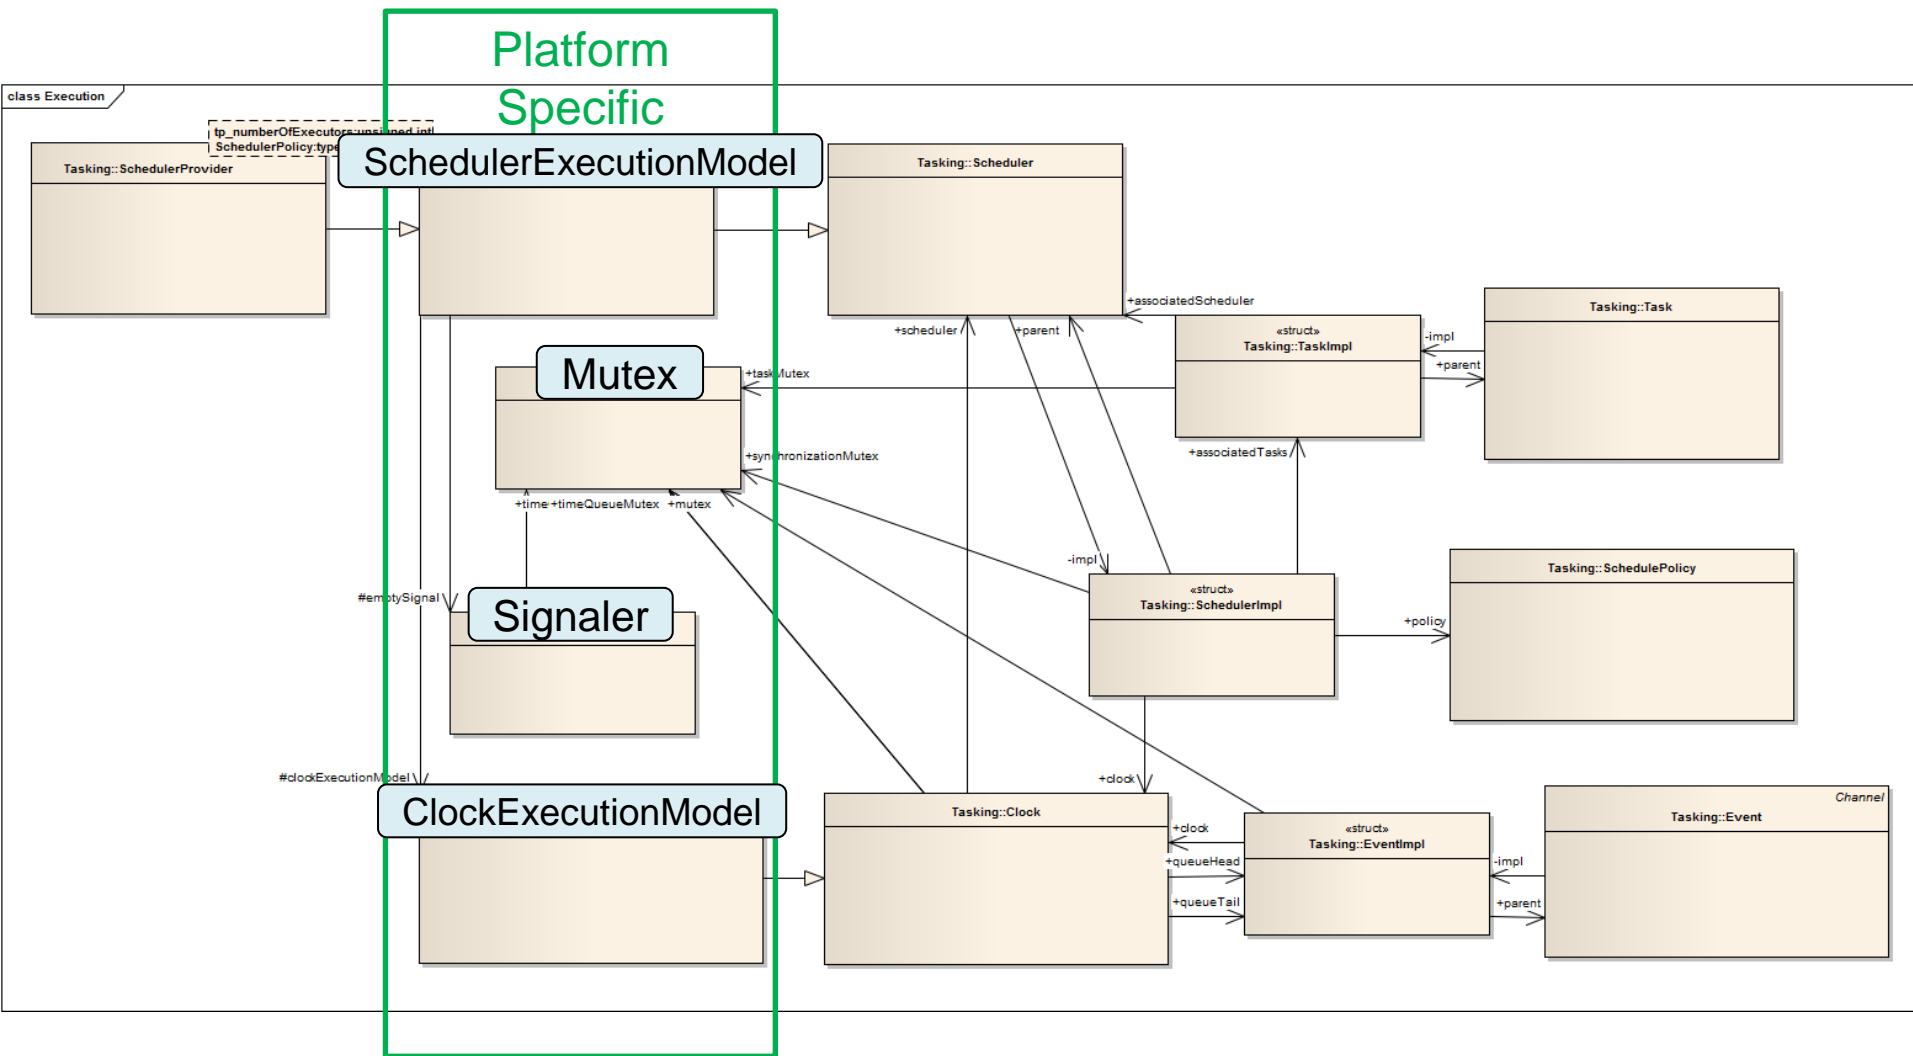 Platform
Specific
class Execution
tp_numberOfExecutors:unsigned int
SchedulerPolicy:type
Tasking::SchedulerProvider
SchedulerExecutionModel
Tasking::Scheduler
+associatedScheduler
Tasking::Task
+scheduler
+parent
«struct»
Tasking::TaskImpl
-impl
+parent
Mutex
+taskMutex
+synchronizationMutex
+associatedTasks
+time
+timeQueueMutex
+mutex
-impl
Tasking::SchedulePolicy
#emptySignal
Signaler
«struct»
Tasking::SchedulerImpl
+policy
#clockExecutionModel
+clock
ClockExecutionModel
Tasking::Clock
Channel
Tasking::Event
+clock
«struct»
Tasking::EventImpl
+queueHead
-impl
+queueTail
+parent